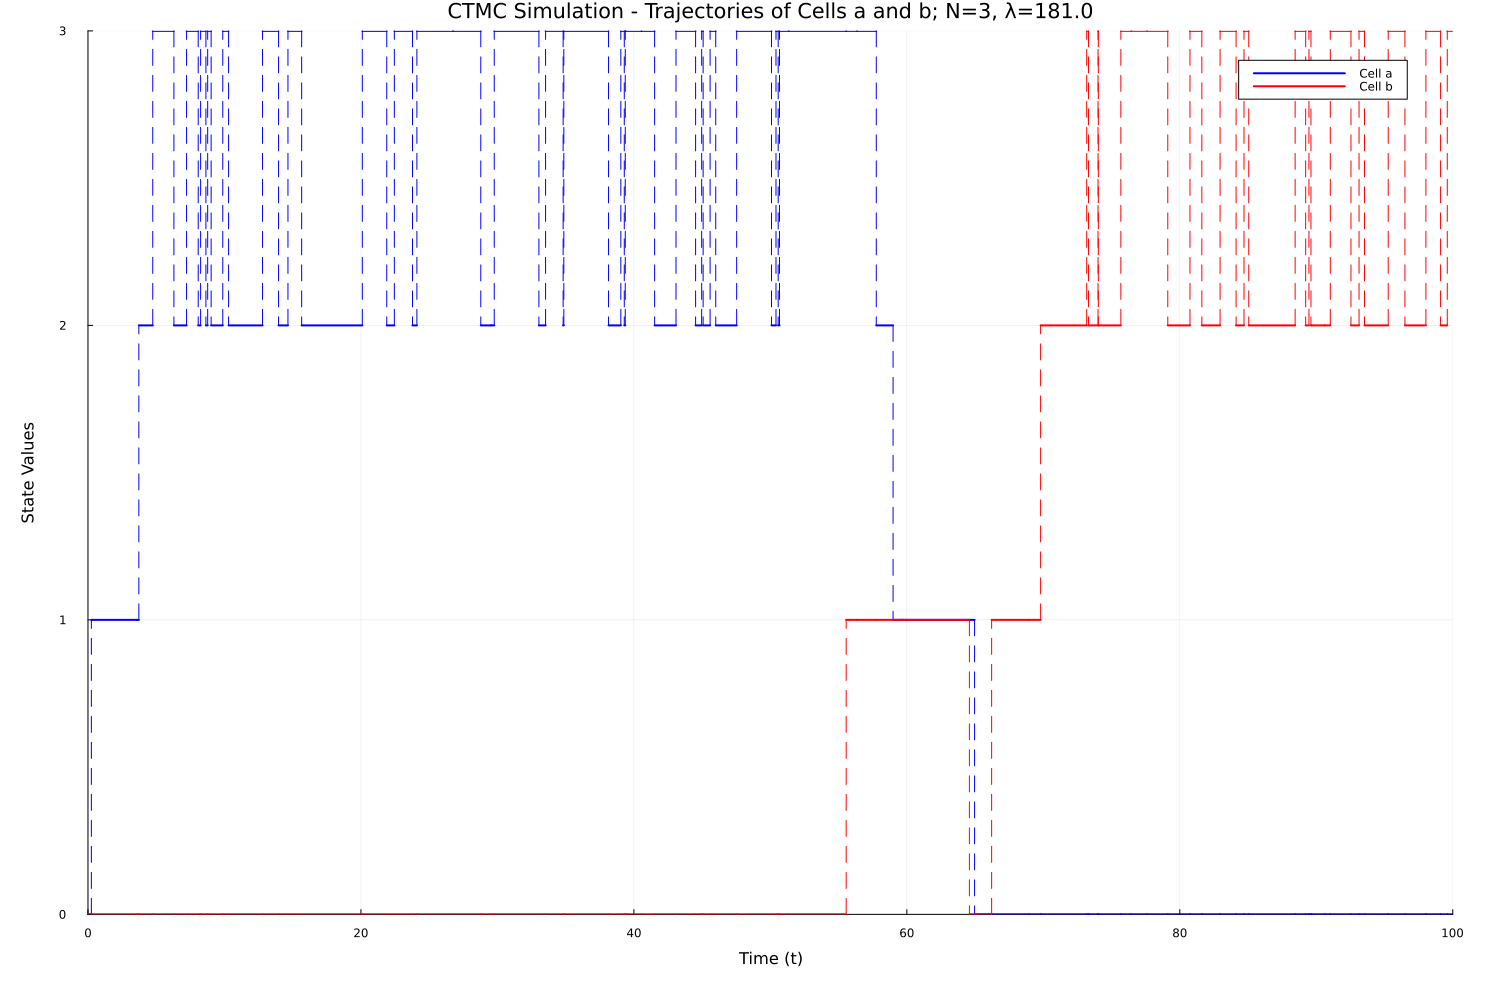 CTMC Simulation - Trajectories of Cells a and b; N=3, λ=181.0
3
Cell a
Cell b
2
State Values
1
0
0 20 40 60 80 100
Time (t)